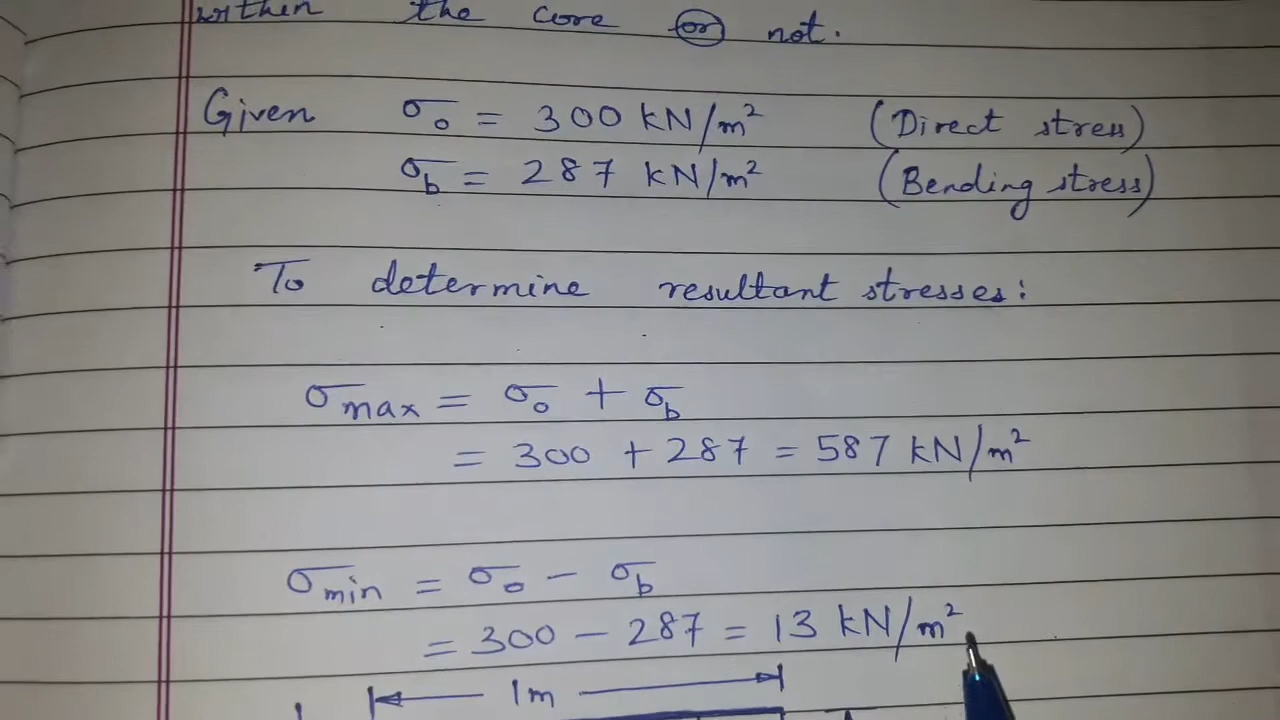 within the core or not.
Given σ₀ = 300 KN/m² (Direct stress)
σb = 287 KN/m² (Bending stress)
To determine resultant stresses:
σmax = σ₀ + σb
= 300 + 287 = 587 KN/m²
σmin = σ₀ - σb
= 300 - 287 = 13 KN/m²
1m